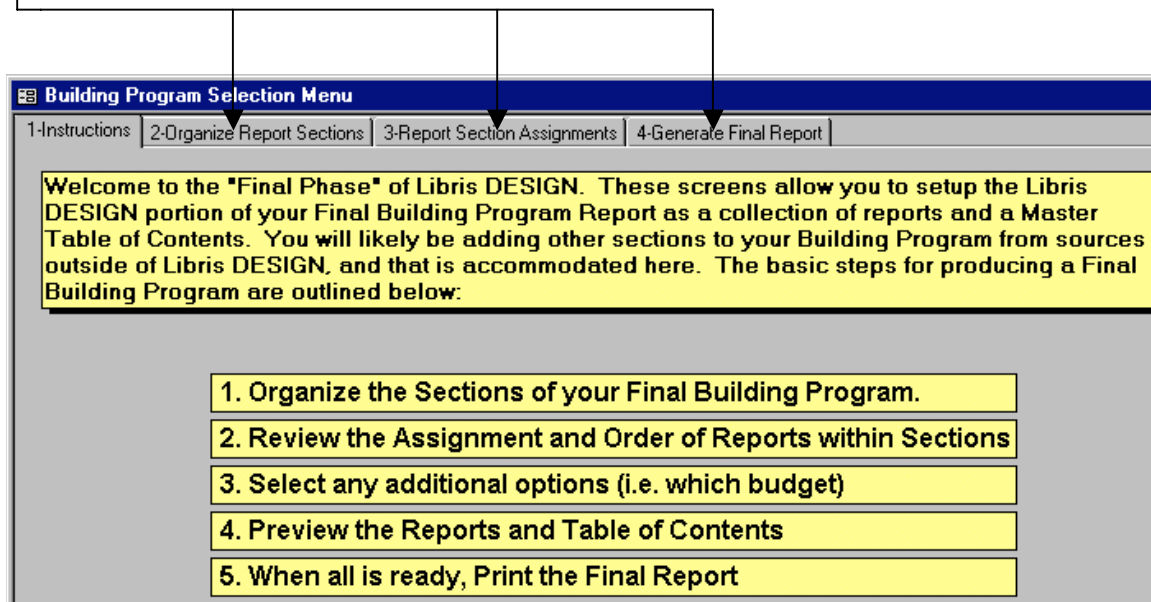 Building Program Selection Menu
1-Instructions 2-Organize Report Sections 3-Report Section Assignments 4-Generate Final Report
Welcome to the "Final Phase" of Libris DESIGN. These screens allow you to setup the Libris
DESIGN portion of your Final Building Program Report as a collection of reports and a Master
Table of Contents. You will likely be adding other sections to your Building Program from sources
outside of Libris DESIGN, and that is accommodated here. The basic steps for producing a Final
Building Program are outlined below:
1. Organize the Sections of your Final Building Program.
2. Review the Assignment and Order of Reports within Sections
3. Select any additional options (i.e. which budget)
4. Preview the Reports and Table of Contents
5. When all is ready, Print the Final Report